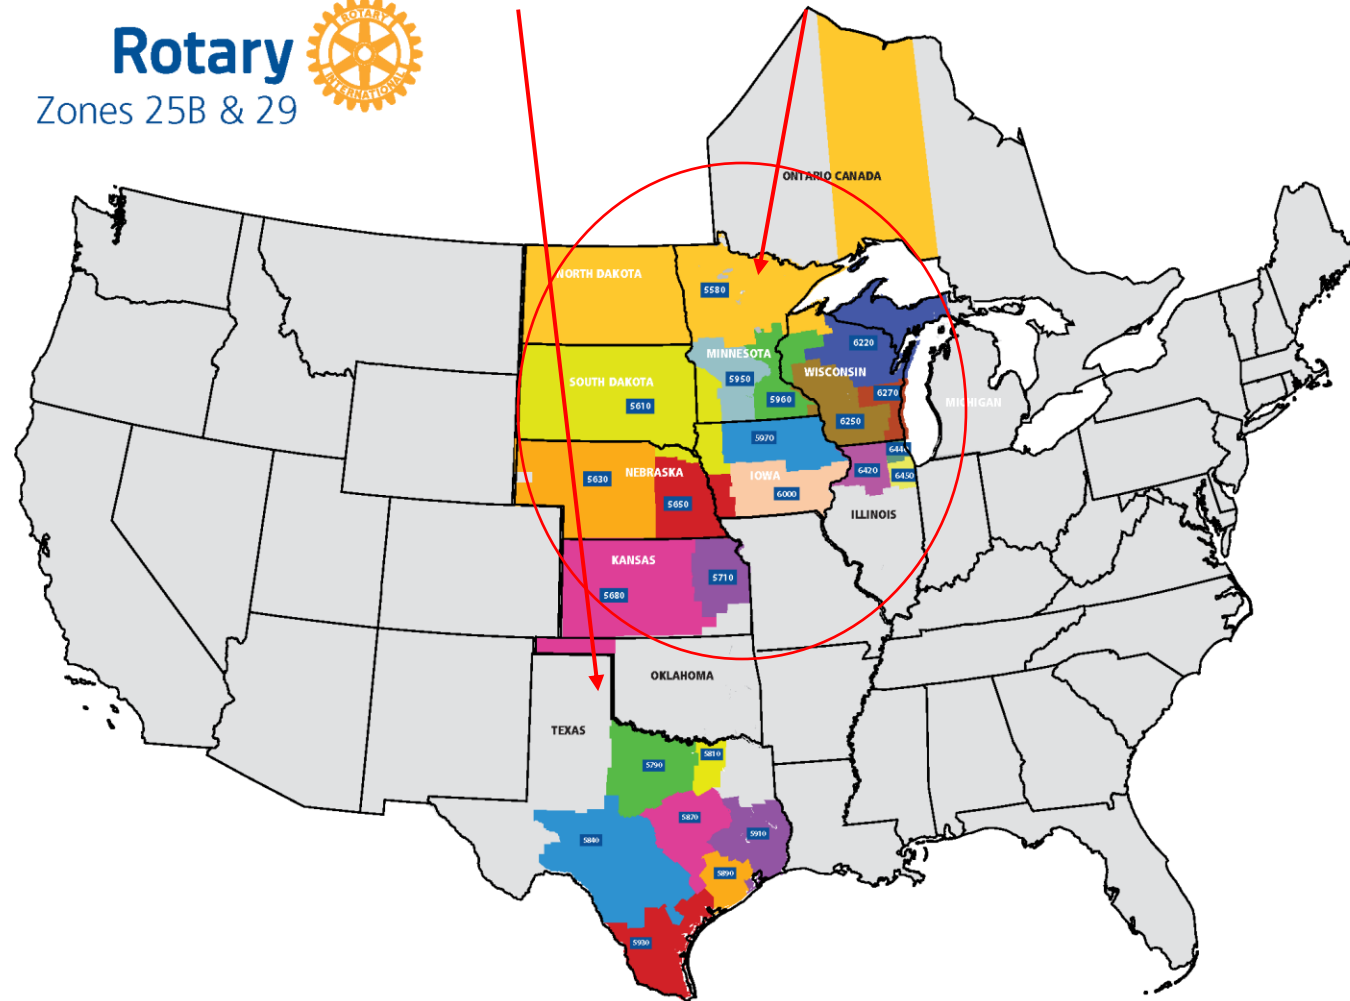 Rotary
ROTARY
INTERNATIONAL
Zones 25B & 29
ONTARIO CANADA
NORTH DAKOTA
5580
6220
MINNESOTA
WISCONSIN
SOUTH DAKOTA
5950
6270
5610
5960
MICHIGAN
6250
5970
6440
NEBRASKA
IOWA
6420
6450
5630
6000
5650
ILLINOIS
KANSAS
5710
5680
OKLAHOMA
TEXAS
5810
5790
5870
5910
5840
5890
5930